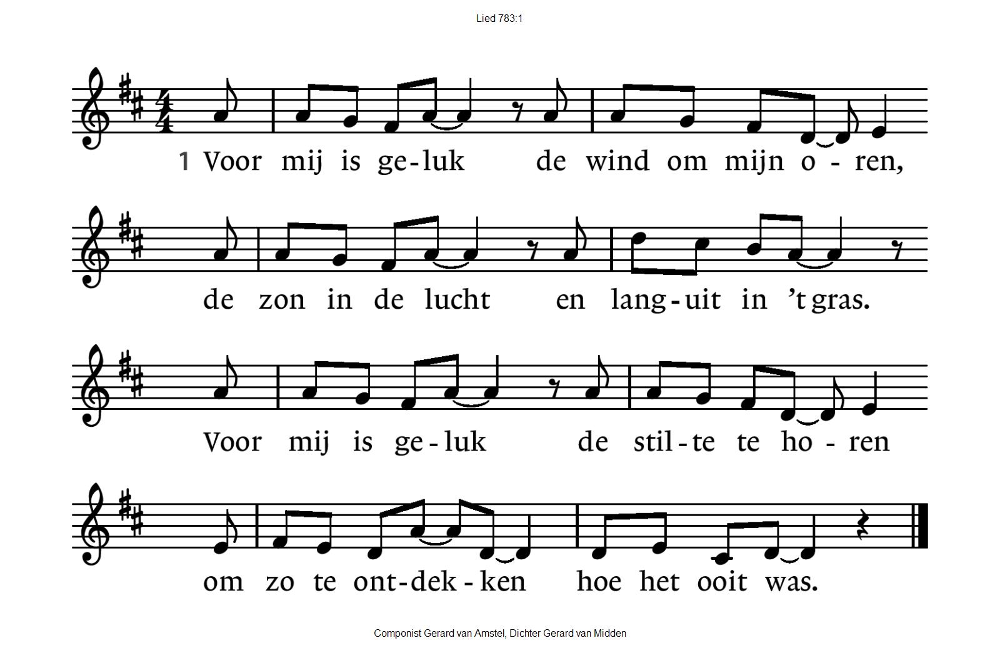 Lied 783:1
1 Voor mij is ge-luk de wind om mijn o - ren,
de zon in de lucht en lang-uit in ’t gras.
Voor mij is ge-luk de stil-te te ho - ren
om zo te ont-dek - ken hoe het ooit was.
Componist Gerard van Amstel, Dichter Gerard van Midden